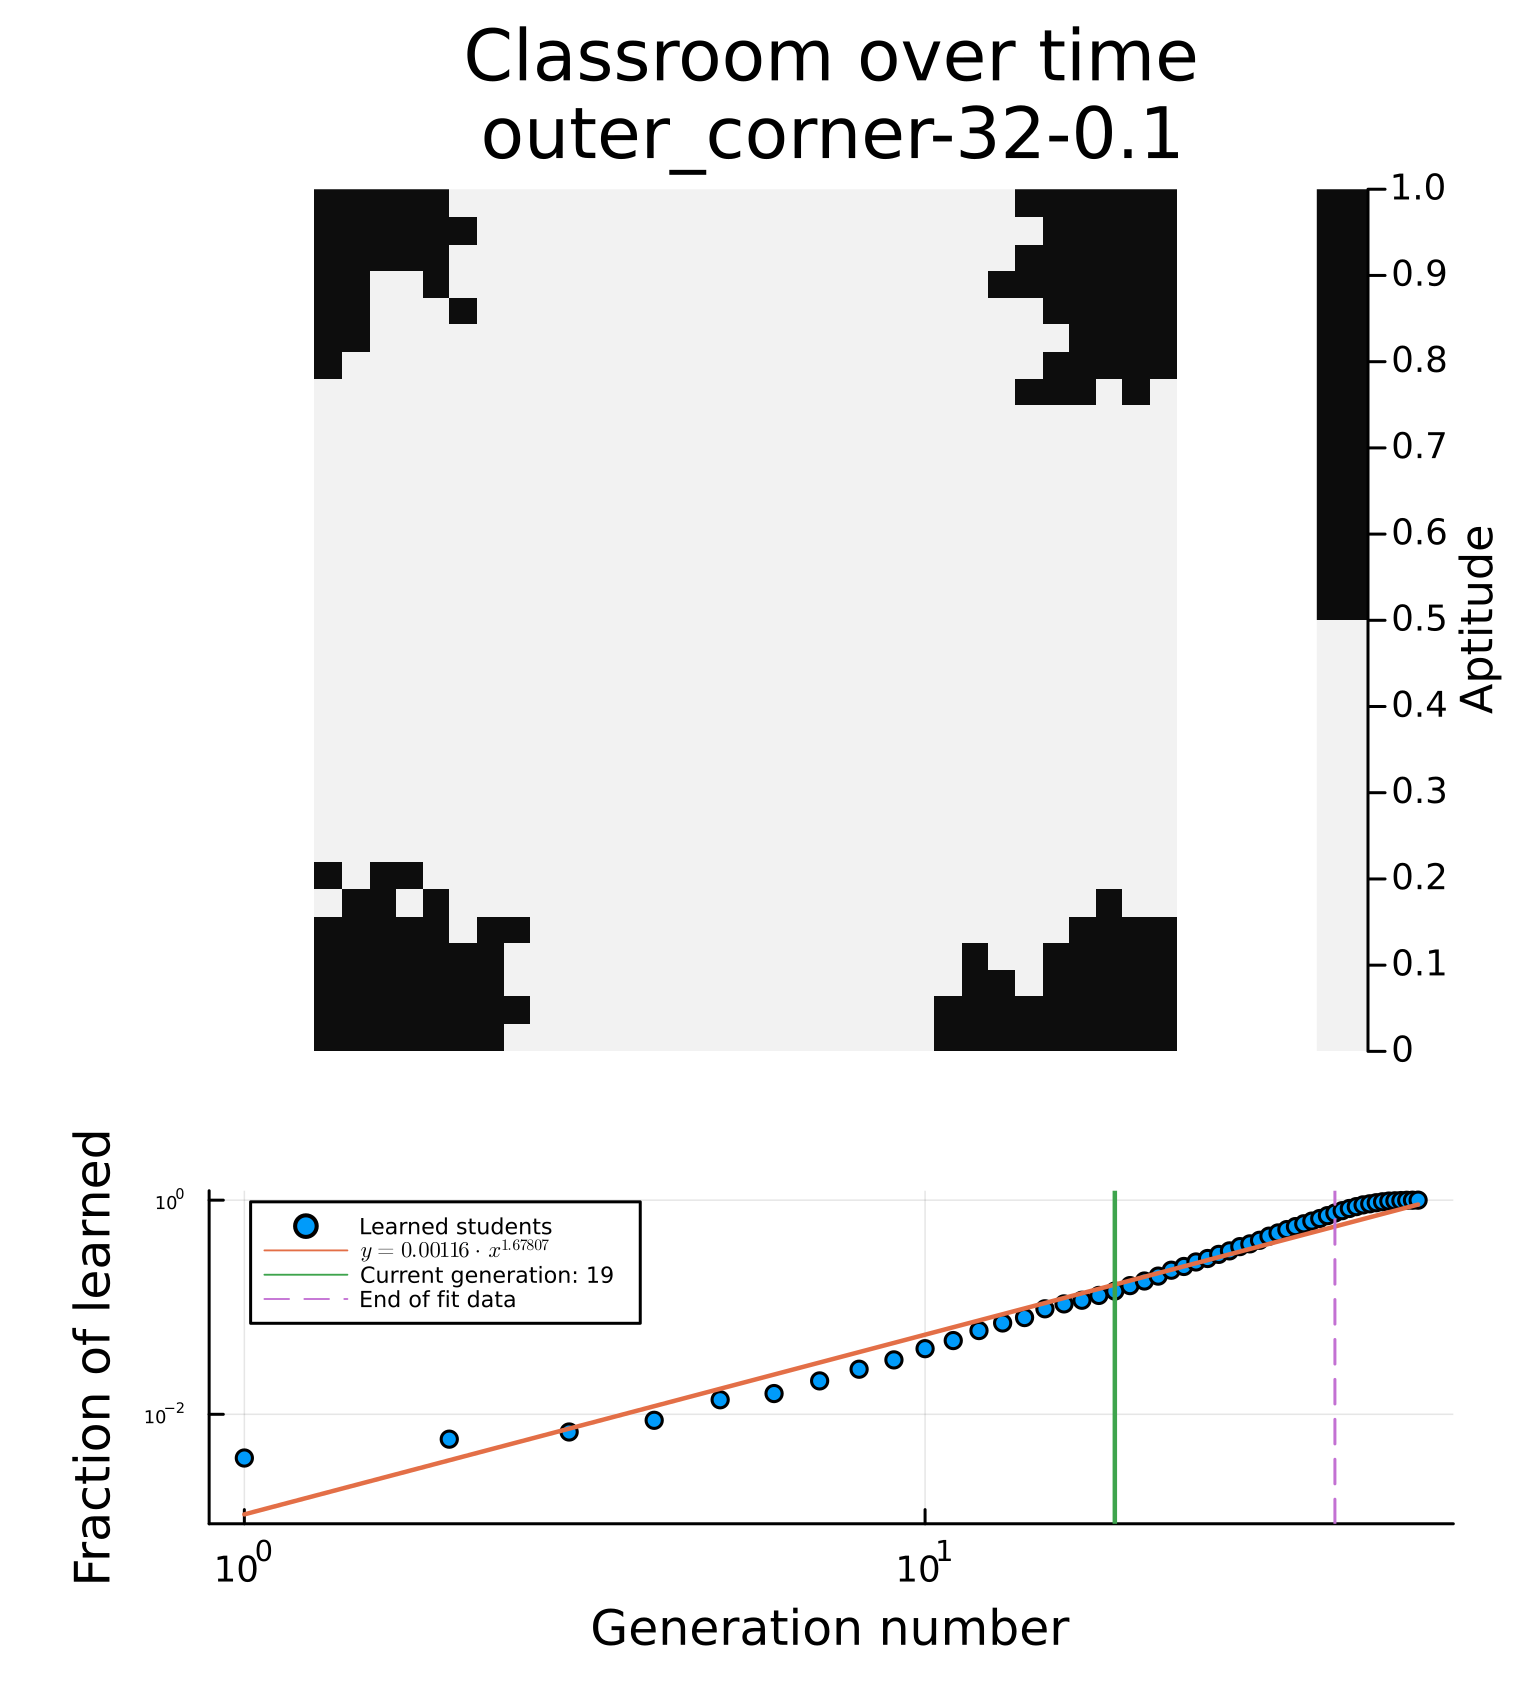 Classroom over time
outer_corner-32-0.1
1.0
0.9
0.8
0.7
0.6
0.5
0.4
0.3
0.2
0.1
0
Aptitude
Fraction of learned
10^0
10^-2
Learned students
y = 0.00116 · x^1.67807
Current generation: 19
End of fit data
10^0
10^1
Generation number